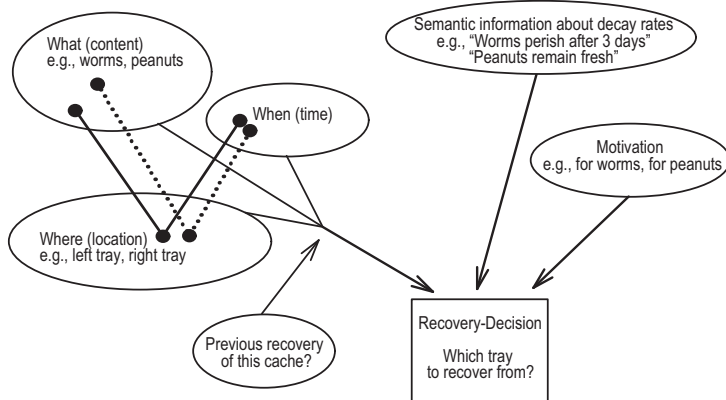 What (content)
e.g., worms, peanuts
When (time)
Where (location)
e.g., left tray, right tray
Previous recovery
of this cache?
Semantic information about decay rates
e.g., “Worms perish after 3 days”
“Peanuts remain fresh”
Motivation
e.g., for worms, for peanuts
Recovery-Decision
Which tray
to recover from?